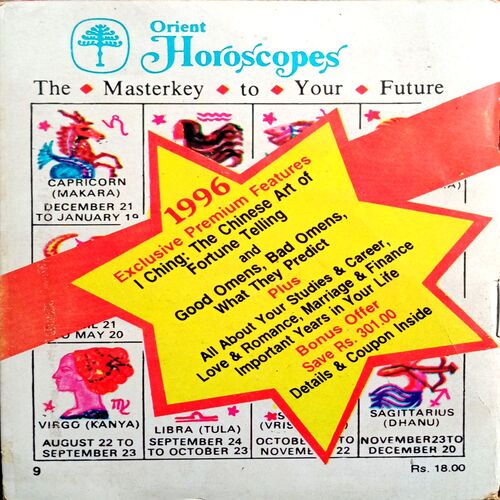 Orient
Horoscopes
The ♦ Masterkey ♦ to ♦ Your ♦ Future
CAPRICORN
(MAKARA)
DECEMBER 21
TO JANUARY 19
1996
Exclusive Premium Features
I Ching: The Chinese Art of
Fortune Telling
and
Good Omens, Bad Omens,
What They Predict
Plus
All About Your Studies & Career,
Love & Romance, Marriage & Finance
Important Years in Your Life
Bonus Offer
Save Rs. 301.00
Details & Coupon Inside
21
MAY 20
VIRGO (KANYA)
AUGUST 22 TO
SEPTEMBER 23
LIBRA (TULA)
SEPTEMBER 24
TO OCTOBER 23
TO
NOVEMBER 22
SAGITTARIUS
(DHANU)
NOVEMBER23TO
DECEMBER 20
9
Rs. 18.00